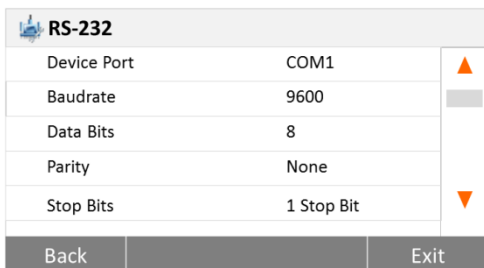 RS-232
Device Port COM1
Baudrate 9600
Data Bits 8
Parity None
Stop Bits 1 Stop Bit
Back Exit